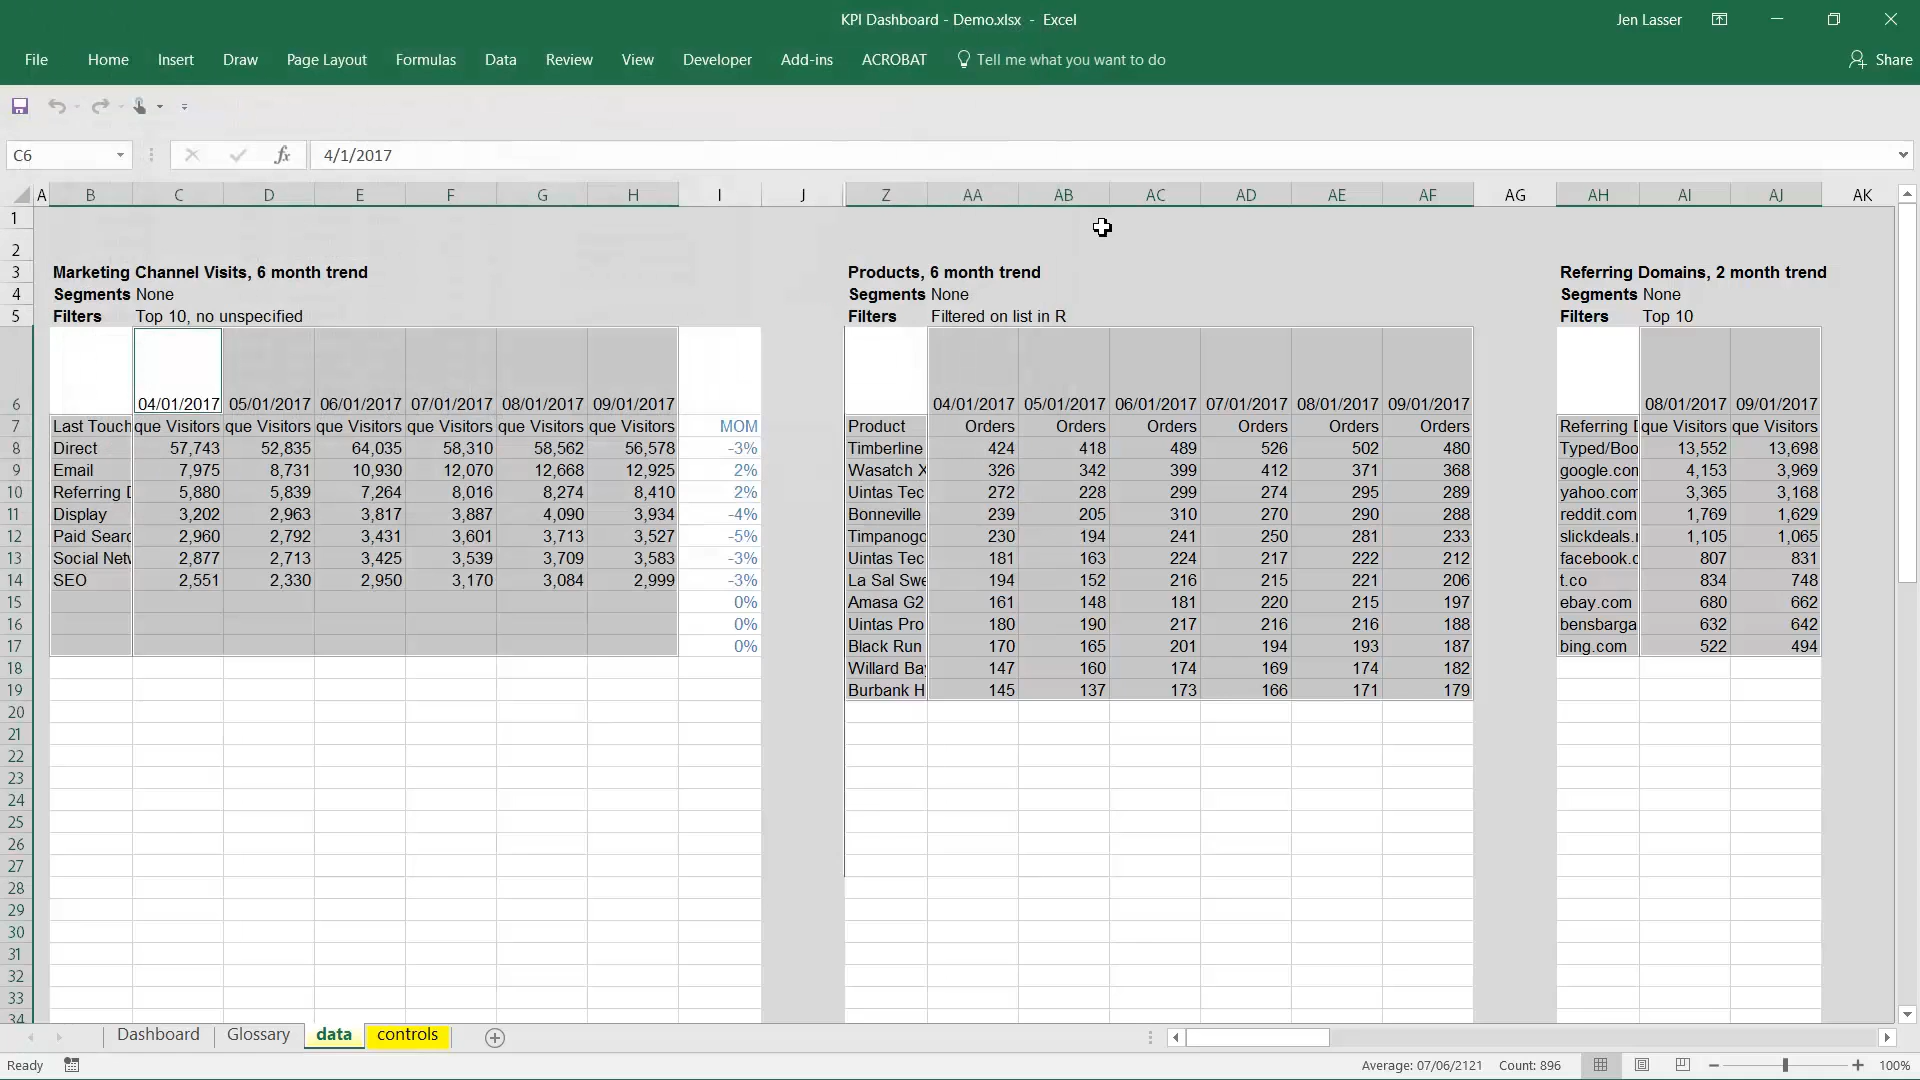 KPI Dashboard - Demo.xlsx - Excel
Jen Lasser
File Home Insert Draw Page Layout Formulas Data Review View Developer Add-ins ACROBAT Tell me what you want to do Share
C6 fx 4/1/2017
A B C D E F G H I J Z AA AB AC AD AE AF AG AH AI AJ AK
1
2
3 Marketing Channel Visits, 6 month trend Products, 6 month trend Referring Domains, 2 month trend
4 Segments None Segments None Segments None
5 Filters Top 10, no unspecified Filters Filtered on list in R Filters Top 10
6 04/01/2017 05/01/2017 06/01/2017 07/01/2017 08/01/2017 09/01/2017 04/01/2017 05/01/2017 06/01/2017 07/01/2017 08/01/2017 09/01/2017 08/01/2017 09/01/2017
7 Last Touch que Visitors que Visitors que Visitors que Visitors que Visitors que Visitors MOM Product Orders Orders Orders Orders Orders Orders Referring D que Visitors que Visitors
8 Direct 57,743 52,835 64,035 58,310 58,562 56,578 -3% Timberline 424 418 489 526 502 480 Typed/Boo 13,552 13,698
9 Email 7,975 8,731 10,930 12,070 12,668 12,925 2% Wasatch X 326 342 399 412 371 368 google.com 4,153 3,969
10 Referring D 5,880 5,839 7,264 8,016 8,274 8,410 2% Uintas Tec 272 228 299 274 295 289 yahoo.com 3,365 3,168
11 Display 3,202 2,963 3,817 3,887 4,090 3,934 -4% Bonneville 239 205 310 270 290 288 reddit.com 1,769 1,629
12 Paid Searc 2,960 2,792 3,431 3,601 3,713 3,527 -5% Timpanogo 230 194 241 250 281 233 slickdeals.n 1,105 1,065
13 Social Netw 2,877 2,713 3,425 3,539 3,709 3,583 -3% Uintas Tec 181 163 224 217 222 212 facebook.c 807 831
14 SEO 2,551 2,330 2,950 3,170 3,084 2,999 -3% La Sal Swe 194 152 216 215 221 206 t.co 834 748
15 0% Amasa G2 161 148 181 220 215 197 ebay.com 680 662
16 0% Uintas Pro 180 190 217 216 216 188 bensbarga 632 642
17 0% Black Run 170 165 201 194 193 187 bing.com 522 494
18 Willard Bay 147 160 174 169 174 182
19 Burbank H 145 137 173 166 171 179
20
21
22
23
24
25
26
27
28
29
30
31
32
33
34
Dashboard Glossary data controls
Ready Average: 07/06/2121 Count: 896 100%